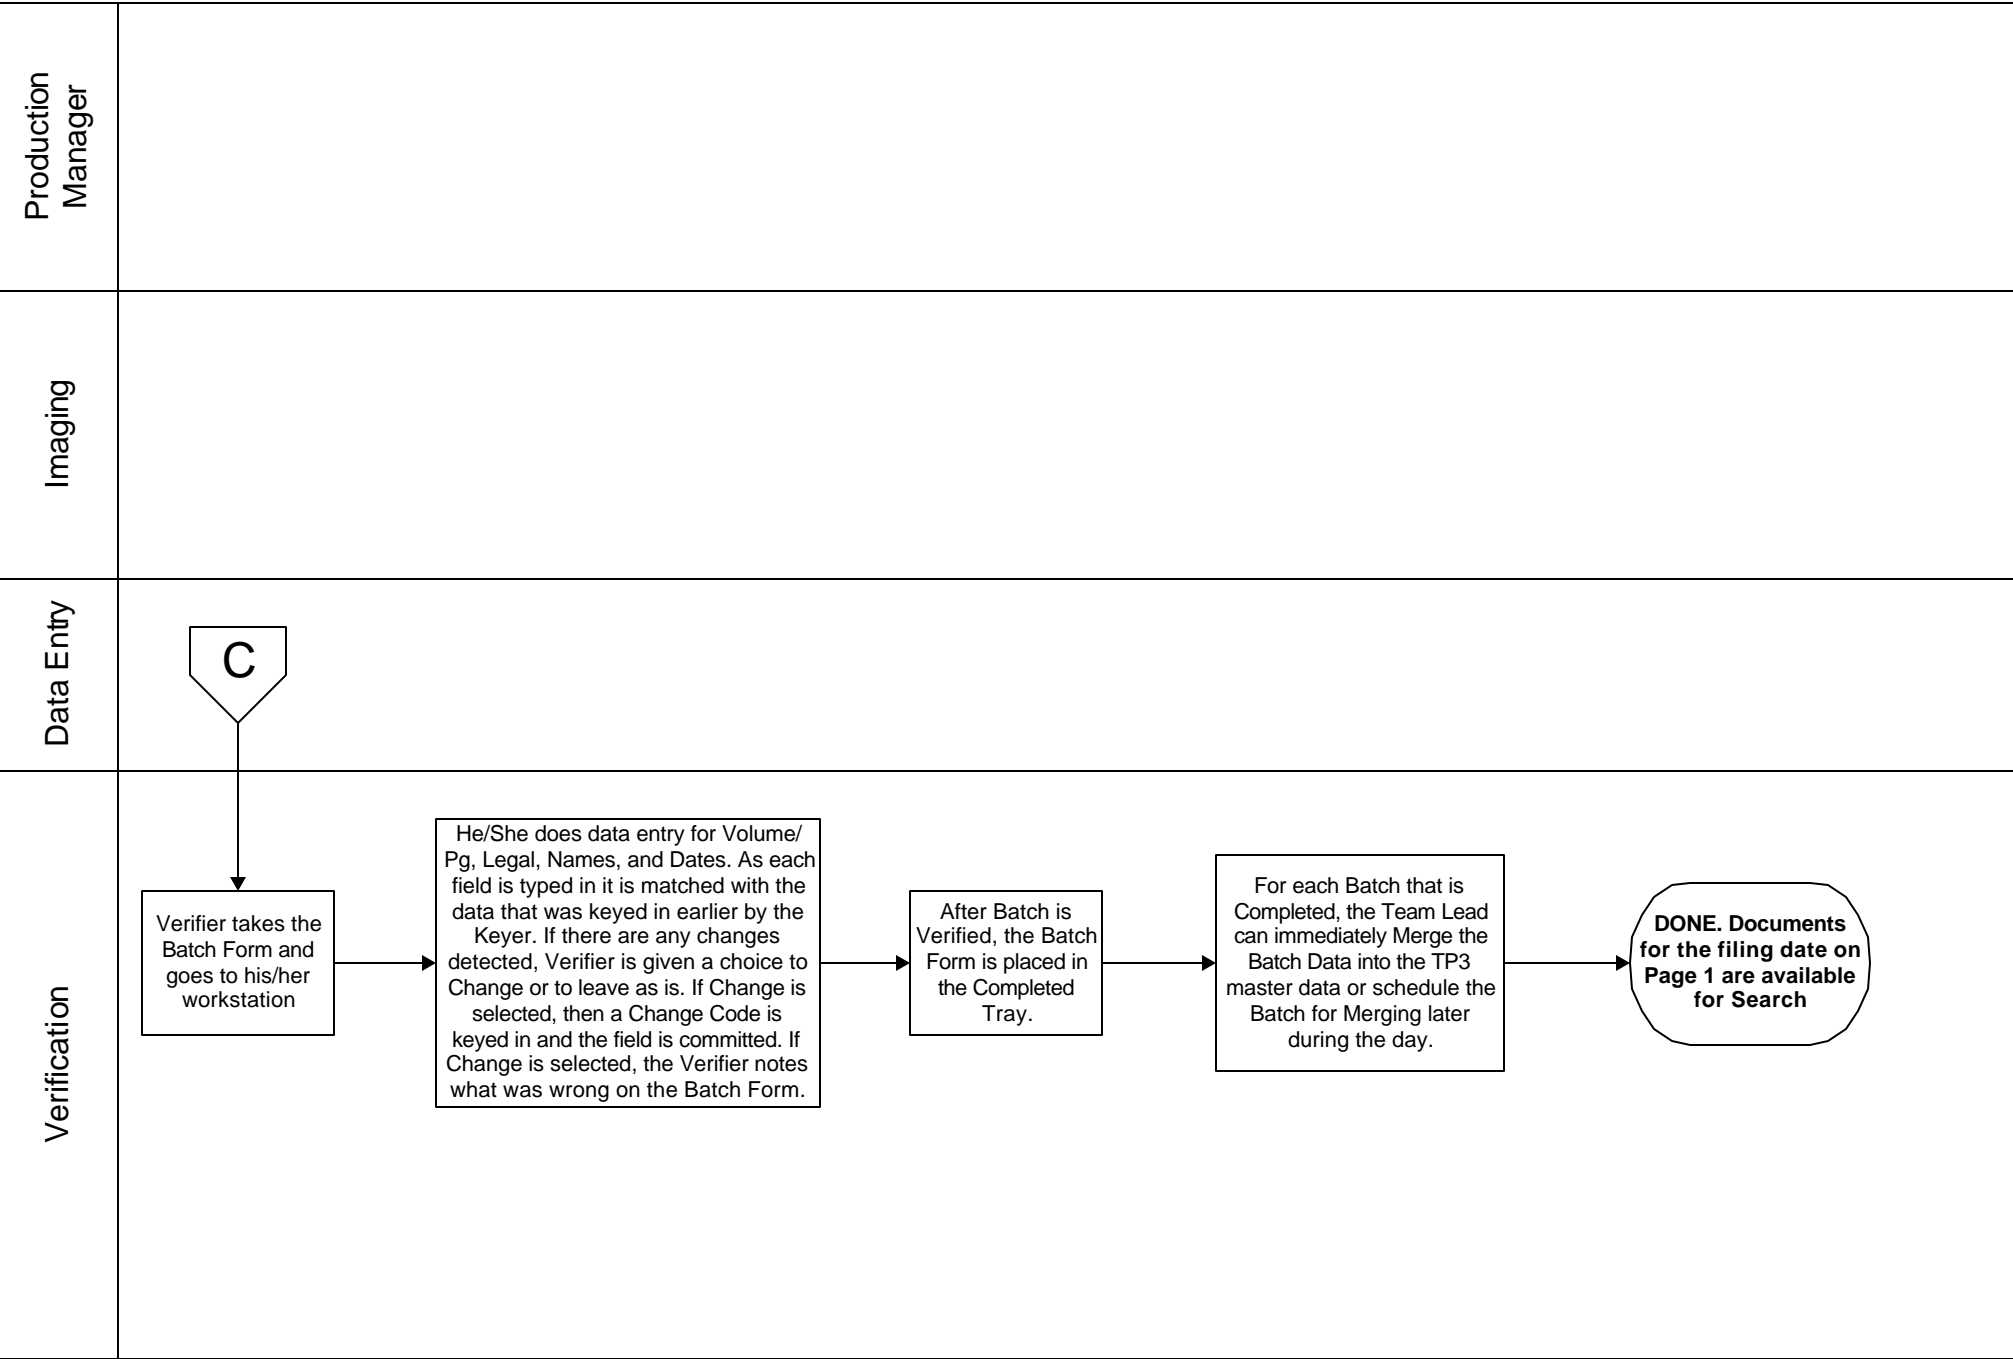 Production
Manager
Imaging
Data Entry
C
Verification
Verifier takes the
Batch Form and
goes to his/her
workstation
He/She does data entry for Volume/
Pg, Legal, Names, and Dates. As each
field is typed in it is matched with the
data that was keyed in earlier by the
Keyer. If there are any changes
detected, Verifier is given a choice to
Change or to leave as is. If Change is
selected, then a Change Code is
keyed in and the field is committed. If
Change is selected, the Verifier notes
what was wrong on the Batch Form.
After Batch is
Verified, the Batch
Form is placed in
the Completed
Tray.
For each Batch that is
Completed, the Team Lead
can immediately Merge the
Batch Data into the TP3
master data or schedule the
Batch for Merging later
during the day.
DONE. Documents
for the filing date on
Page 1 are available
for Search